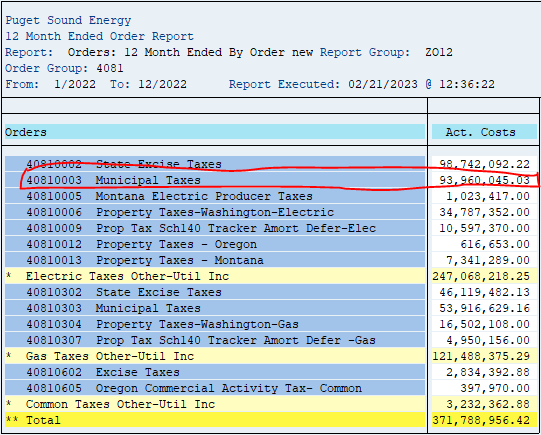 Puget Sound Energy
12 Month Ended Order Report
Report: Orders: 12 Month Ended By Order new Report Group: ZO12
Order Group: 4081
From: 1/2022 To: 12/2022 Report Executed: 02/21/2023 @ 12:36:22
Orders Act. Costs
40810002 State Excise Taxes 98,742,092.22
40810003 Municipal Taxes 93,960,045.03
40810005 Montana Electric Producer Taxes 1,023,417.00
40810006 Property Taxes-Washington-Electric 34,787,352.00
40810009 Prop Tax Schl40 Tracker Amort Defer-Elec 10,597,370.00
40810012 Property Taxes - Oregon 616,653.00
40810013 Property Taxes - Montana 7,341,289.00
* Electric Taxes Other-Util Inc 247,068,218.25
40810302 State Excise Taxes 46,119,482.13
40810303 Municipal Taxes 53,916,629.16
40810304 Property Taxes-Washington-Gas 16,502,108.00
40810307 Prop Tax Schl40 Tracker Amort Defer -Gas 4,950,156.00
* Gas Taxes Other-Util Inc 121,488,375.29
40810602 Excise Taxes 2,834,392.88
40810605 Oregon Commercial Activity Tax- Common 397,970.00
* Common Taxes Other-Util Inc 3,232,362.88
** Total 371,788,956.42